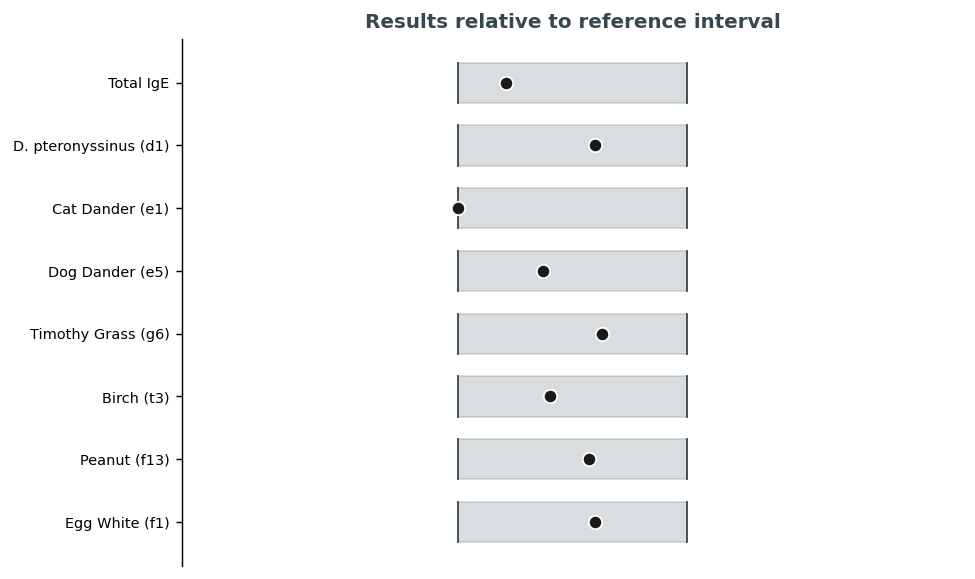 Results relative to reference interval
Total IgE
D. pteronyssinus (d1)
Cat Dander (e1)
Dog Dander (e5)
Timothy Grass (g6)
Birch (t3)
Peanut (f13)
Egg White (f1)